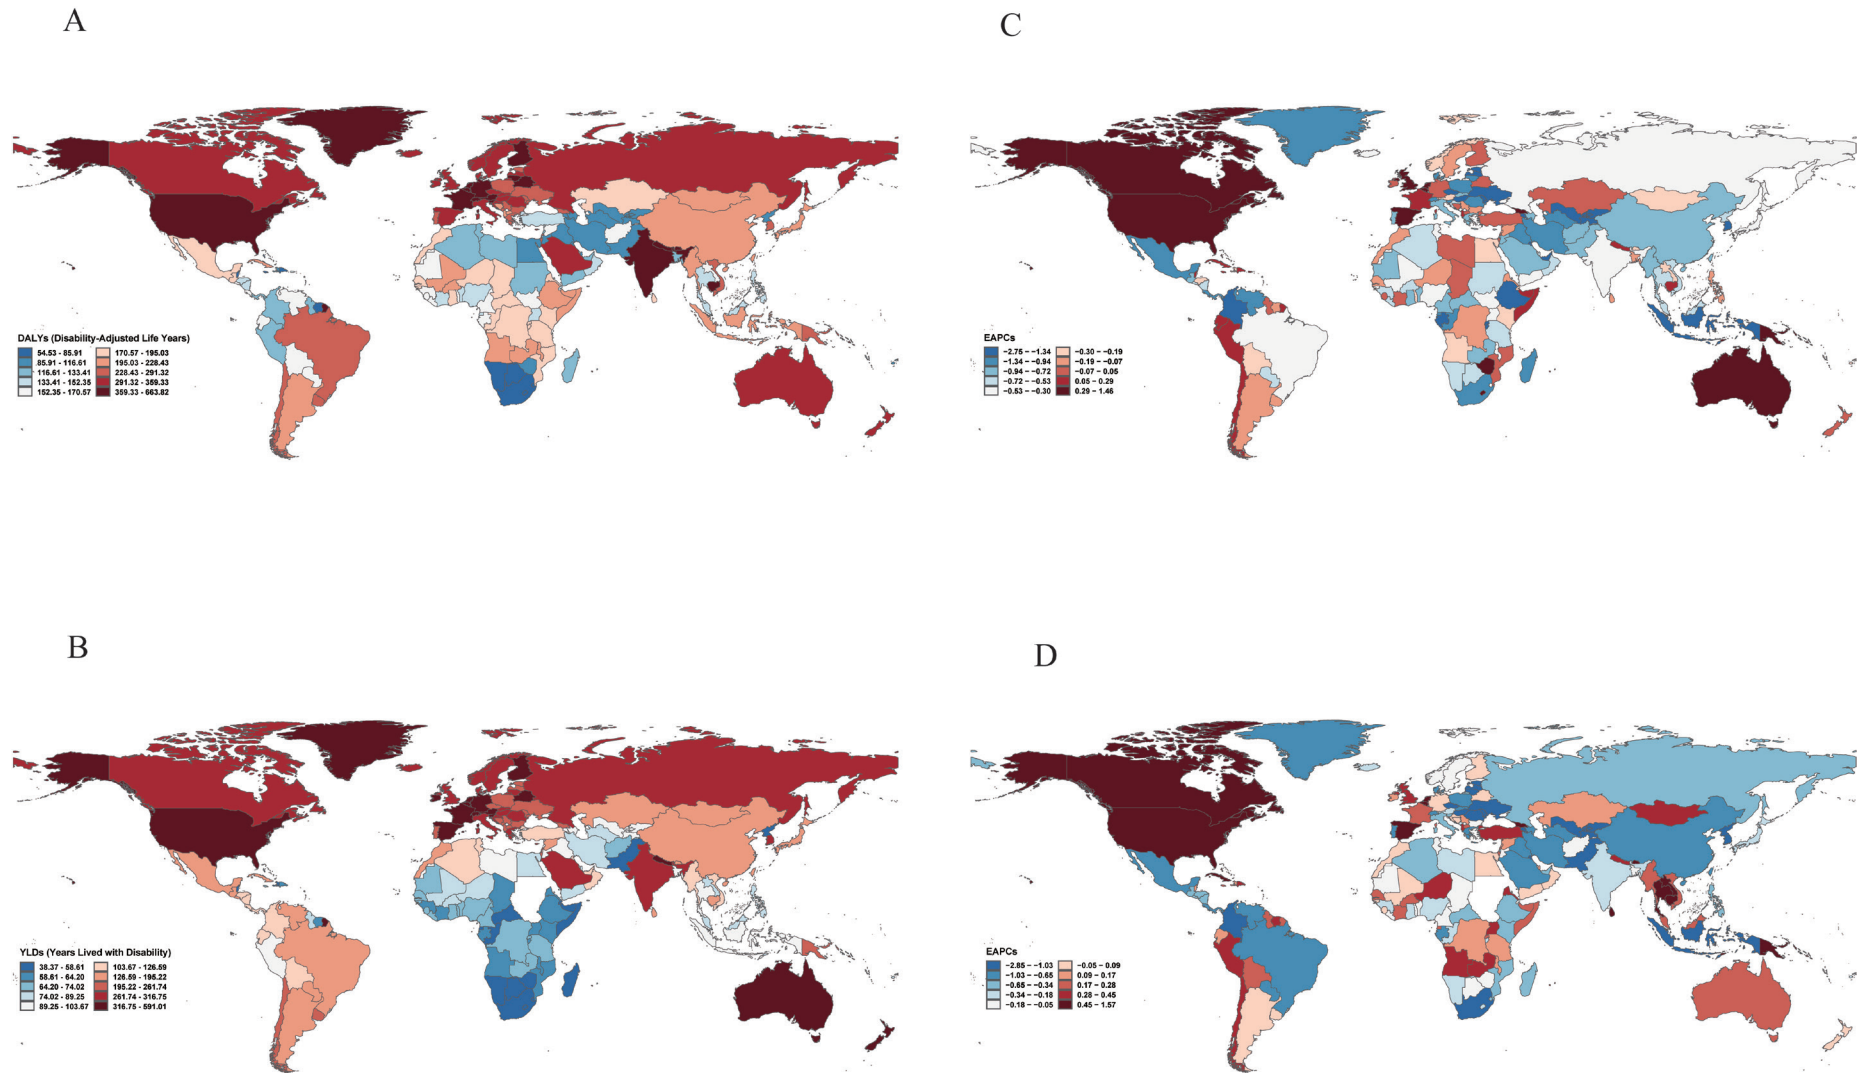 A
DALYs (Disability-Adjusted Life Years)
54.53 - 85.91 170.57 - 195.03
85.91 - 116.61 195.03 - 228.43
116.61 - 133.41 228.43 - 291.32
133.41 - 152.35 291.32 - 359.33
152.35 - 170.57 359.33 - 663.82
C
EAPCs
−2.75 − −1.34 −0.30 − −0.19
−1.34 − −0.94 −0.19 − −0.07
−0.94 − −0.72 −0.07 − 0.05
−0.72 − −0.53 0.05 − 0.29
−0.53 − −0.30 0.29 − 1.46
B
YLDs (Years Lived with Disability)
38.37 - 58.61 103.67 - 126.59
58.61 - 64.20 126.59 - 195.22
64.20 - 74.02 195.22 - 261.74
74.02 - 89.25 261.74 - 316.75
89.25 - 103.67 316.75 - 591.01
D
EAPCs
−2.85 − −1.03 −0.05 − 0.09
−1.03 − −0.65 0.09 − 0.17
−0.65 − −0.34 0.17 − 0.28
−0.34 − −0.18 0.28 − 0.45
−0.18 − −0.05 0.45 − 1.57